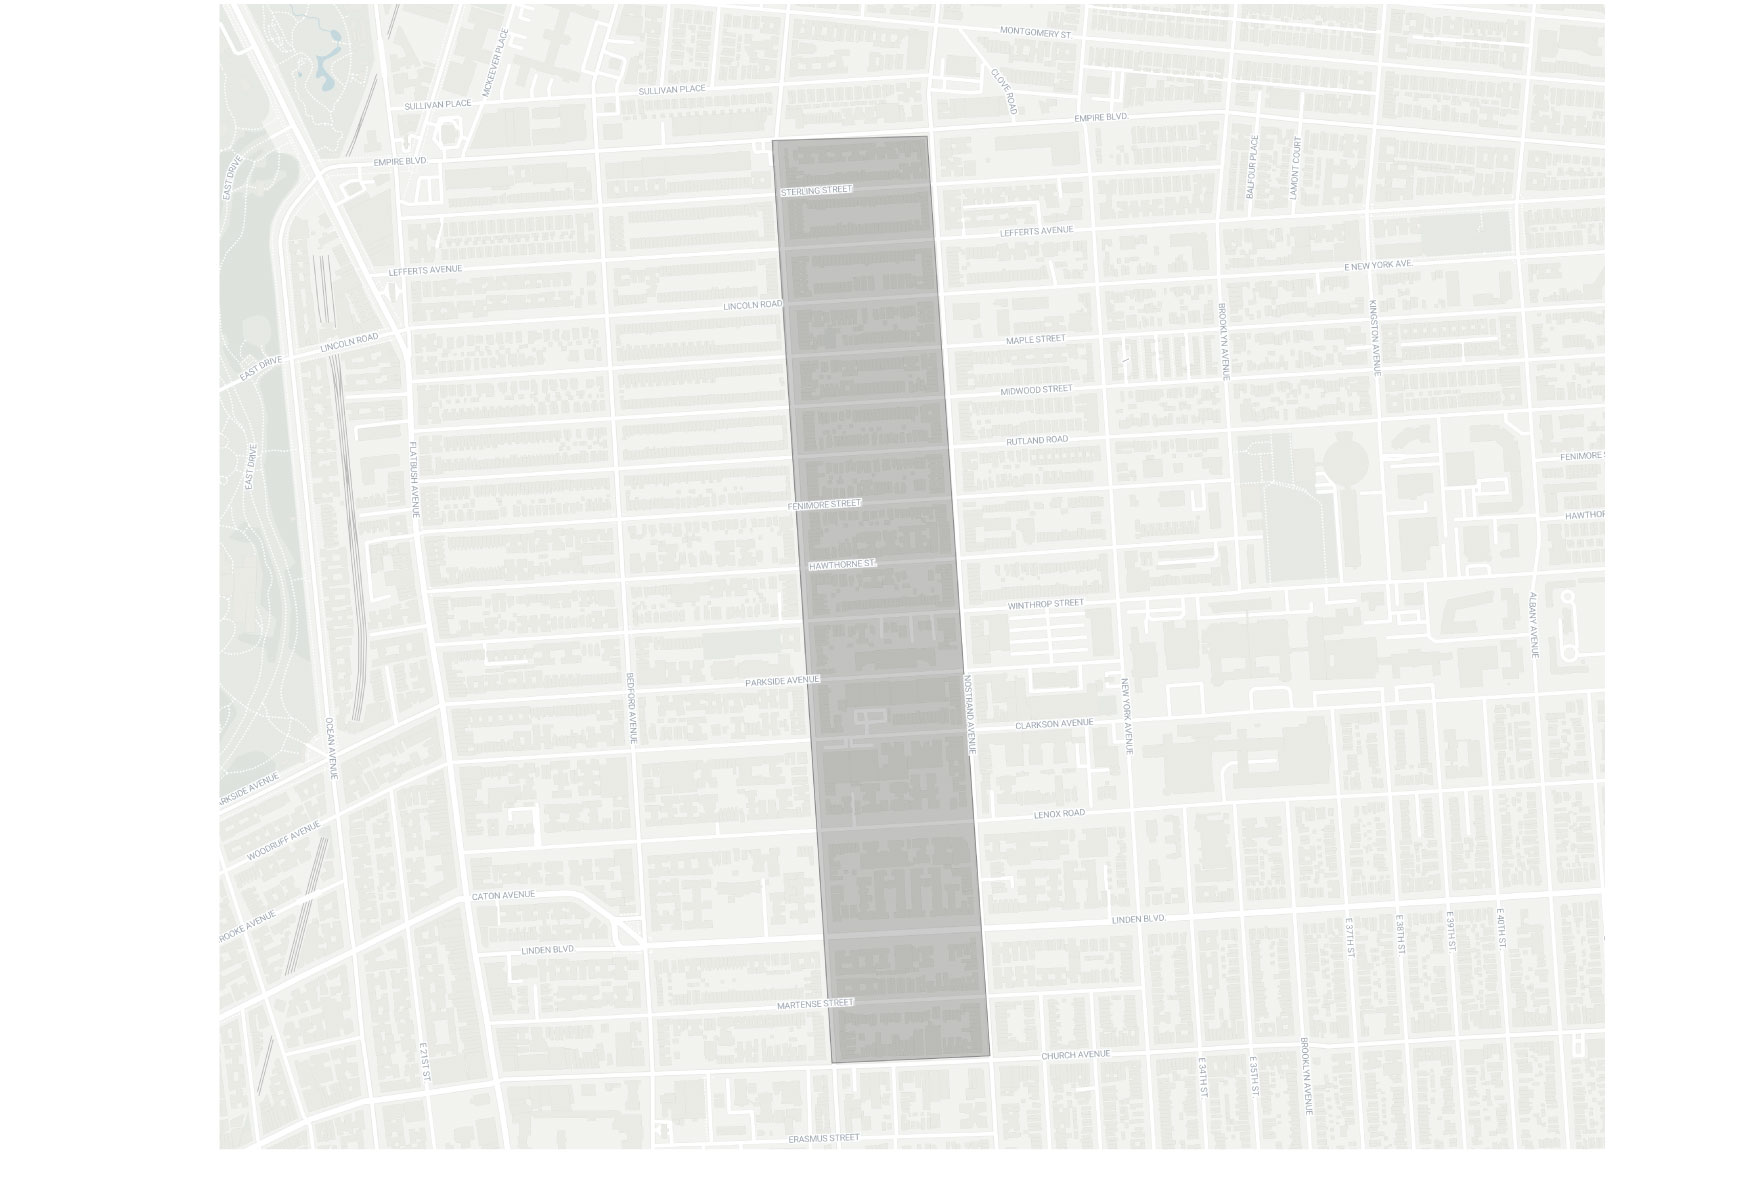 MONTGOMERY ST
MCKEEVER PLACE
CLOVE ROAD
SULLIVAN PLACE
SULLIVAN PLACE
EMPIRE BLVD.
EMPIRE BLVD.
BALFOUR PLACE
LAMONT COURT
EAST DRIVE
STERLING STREET
LEFFERTS AVENUE
LEFFERTS AVENUE
E NEW YORK AVE.
LINCOLN ROAD
LINCOLN ROAD
BROOKLYN AVENUE
KINGSTON AVENUE
MAPLE STREET
EAST DRIVE
MIDWOOD STREET
RUTLAND ROAD
EAST DRIVE
FLATBUSH AVENUE
FENIMORE S
FENIMORE STREET
HAWTHOR
HAWTHORNE ST.
WINTHROP STREET
ALBANY AVENUE
PARKSIDE AVENUE
BEDFORD AVENUE
NOSTRAND AVENUE
NEW YORK AVENUE
CLARKSON AVENUE
OCEAN AVENUE
RKSIDE AVENUE
LENOX ROAD
WOODRUFF AVENUE
CATON AVENUE
LINDEN BLVD.
ROOKE AVENUE
LINDEN BLVD.
E 37TH ST
E 38TH ST
E 39TH ST
E 40TH ST
MARTENSE STREET
CHURCH AVENUE
E 21ST ST
E 34TH ST
E 35TH ST
BROOKLYN AVENUE
ERASMUS STREET